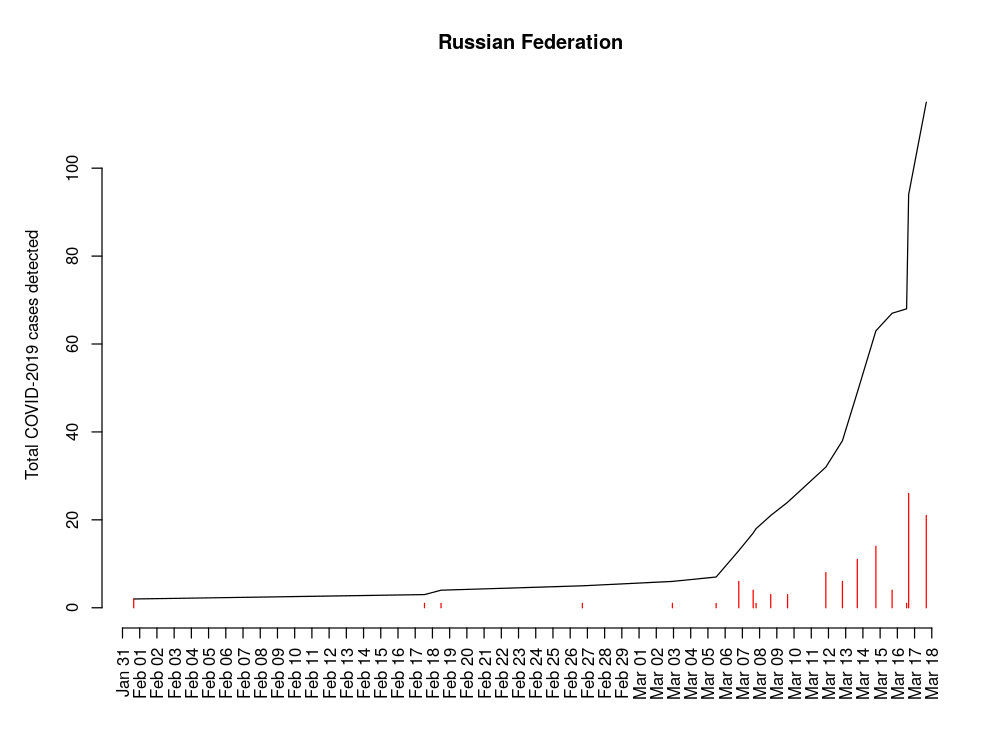 Russian Federation
Total COVID-2019 cases detected
100
80
60
40
20
0
Jan 31
Feb 01
Feb 02
Feb 03
Feb 04
Feb 05
Feb 06
Feb 07
Feb 08
Feb 09
Feb 10
Feb 11
Feb 12
Feb 13
Feb 14
Feb 15
Feb 16
Feb 17
Feb 18
Feb 19
Feb 20
Feb 21
Feb 22
Feb 23
Feb 24
Feb 25
Feb 26
Feb 27
Feb 28
Feb 29
Mar 01
Mar 02
Mar 03
Mar 04
Mar 05
Mar 06
Mar 07
Mar 08
Mar 09
Mar 10
Mar 11
Mar 12
Mar 13
Mar 14
Mar 15
Mar 16
Mar 17
Mar 18